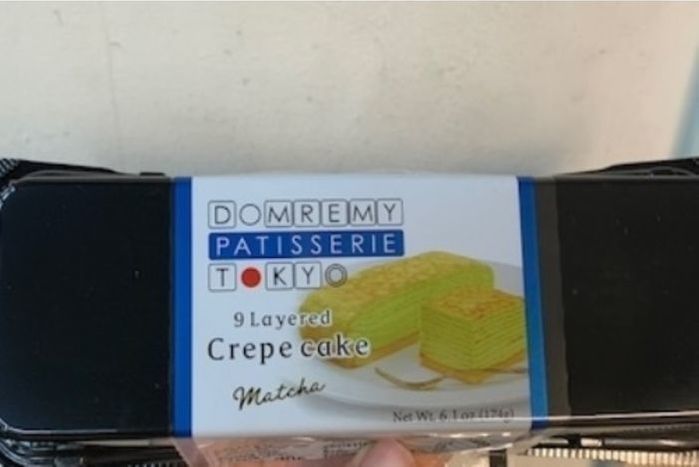 DOMREMY
PATISSERIE
TOKYO
9 Layered
Crepe cake
Matcha
Net Wt. 6.1 oz (174g)